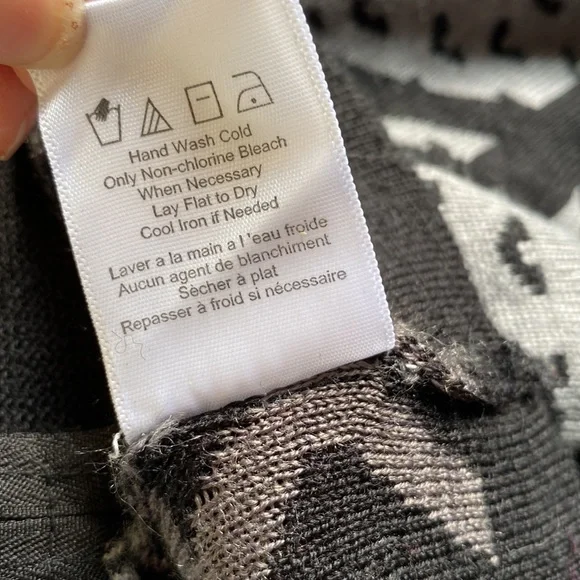 Hand Wash Cold
Only Non-chlorine Bleach
When Necessary
Lay Flat to Dry
Cool Iron if Needed
Laver a la main a l 'eau froide
Aucun agent de blanchiment
Sècher à plat
Repasser à froid si nécessaire